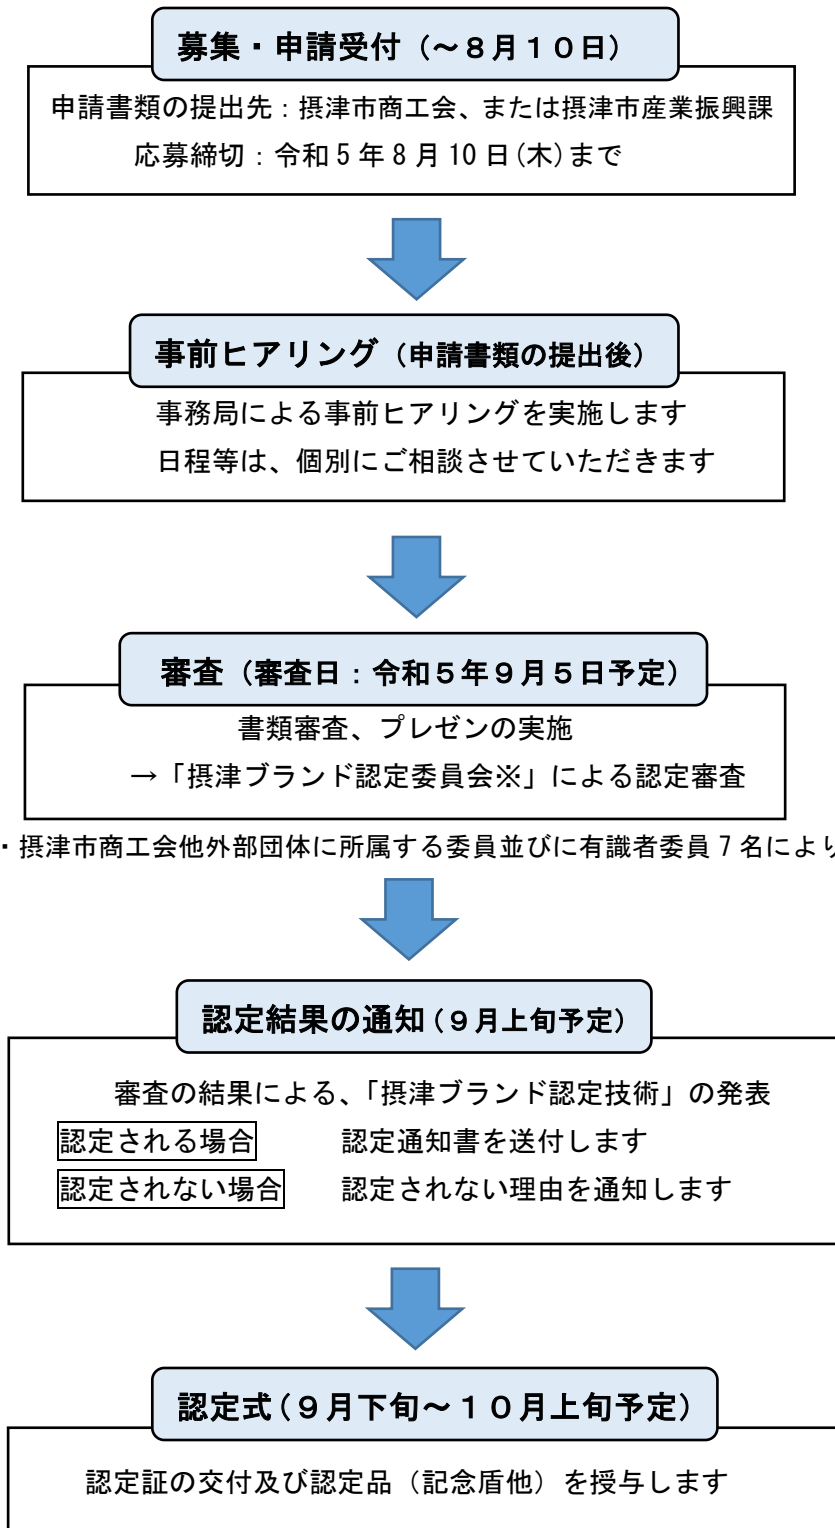 募集・申請受付（～８月１０日）
申請書類の提出先：摂津市商工会、または摂津市産業振興課
応募締切：令和５年８月10日(木)まで
事前ヒアリング（申請書類の提出後）
事務局による事前ヒアリングを実施します
日程等は、個別にご相談させていただきます
審査（審査日：令和５年９月５日予定）
書類審査、プレゼンの実施
→「摂津ブランド認定委員会※」による認定審査
・摂津市商工会他外部団体に所属する委員並びに有識者委員７名により
認定結果の通知（９月上旬予定）
審査の結果による、「摂津ブランド認定技術」の発表
認定される場合　認定通知書を送付します
認定されない場合　認定されない理由を通知します
認定式（９月下旬～１０月上旬予定）
認定証の交付及び認定品（記念盾他）を授与します